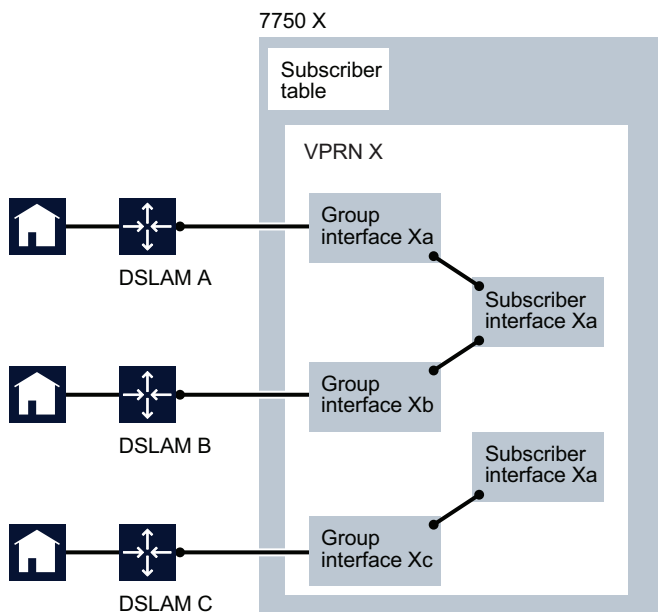 7750 X
Subscriber
table
VPRN X
Group
interface Xa
DSLAM A
Subscriber
interface Xa
Group
interface Xb
DSLAM B
Subscriber
interface Xa
Group
interface Xc
DSLAM C